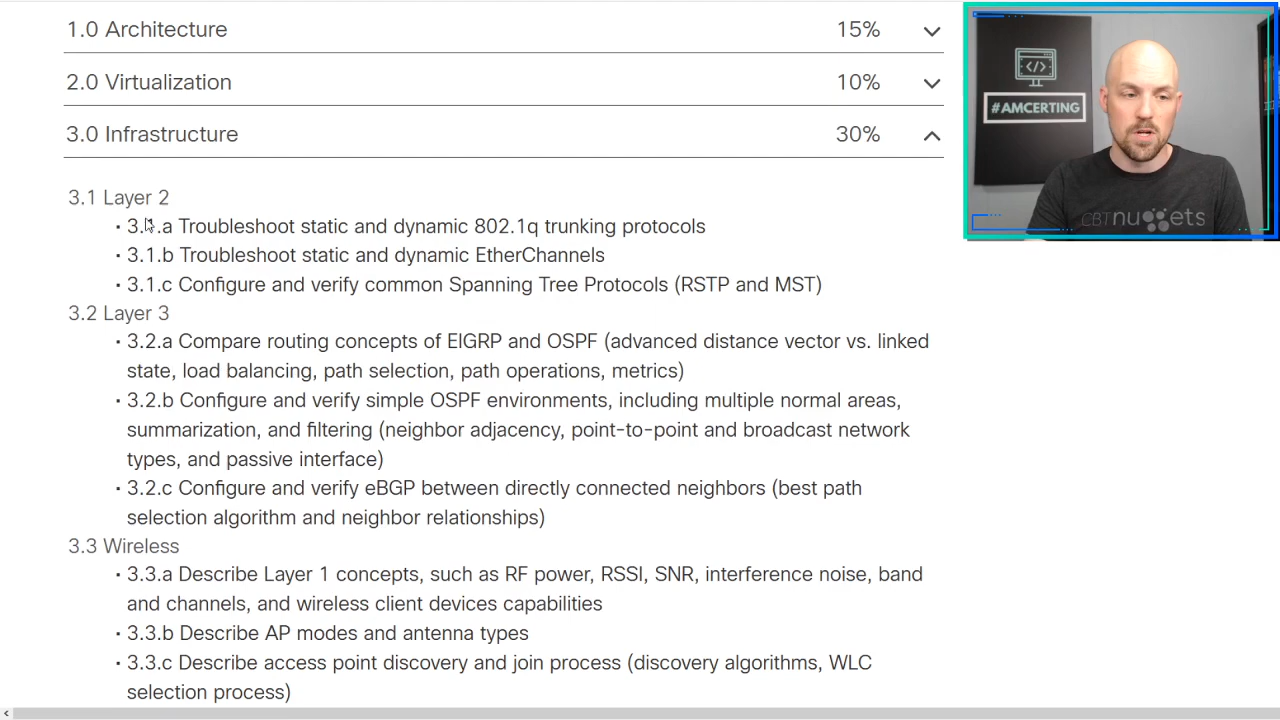 1.0 Architecture 15%
2.0 Virtualization 10%
3.0 Infrastructure 30%
3.1 Layer 2
· 3.1.a Troubleshoot static and dynamic 802.1q trunking protocols
· 3.1.b Troubleshoot static and dynamic EtherChannels
· 3.1.c Configure and verify common Spanning Tree Protocols (RSTP and MST)
3.2 Layer 3
· 3.2.a Compare routing concepts of EIGRP and OSPF (advanced distance vector vs. linked
state, load balancing, path selection, path operations, metrics)
· 3.2.b Configure and verify simple OSPF environments, including multiple normal areas,
summarization, and filtering (neighbor adjacency, point-to-point and broadcast network
types, and passive interface)
· 3.2.c Configure and verify eBGP between directly connected neighbors (best path
selection algorithm and neighbor relationships)
3.3 Wireless
· 3.3.a Describe Layer 1 concepts, such as RF power, RSSI, SNR, interference noise, band
and channels, and wireless client devices capabilities
· 3.3.b Describe AP modes and antenna types
· 3.3.c Describe access point discovery and join process (discovery algorithms, WLC
selection process)
</>
#AMCERTING
CBTnuggets